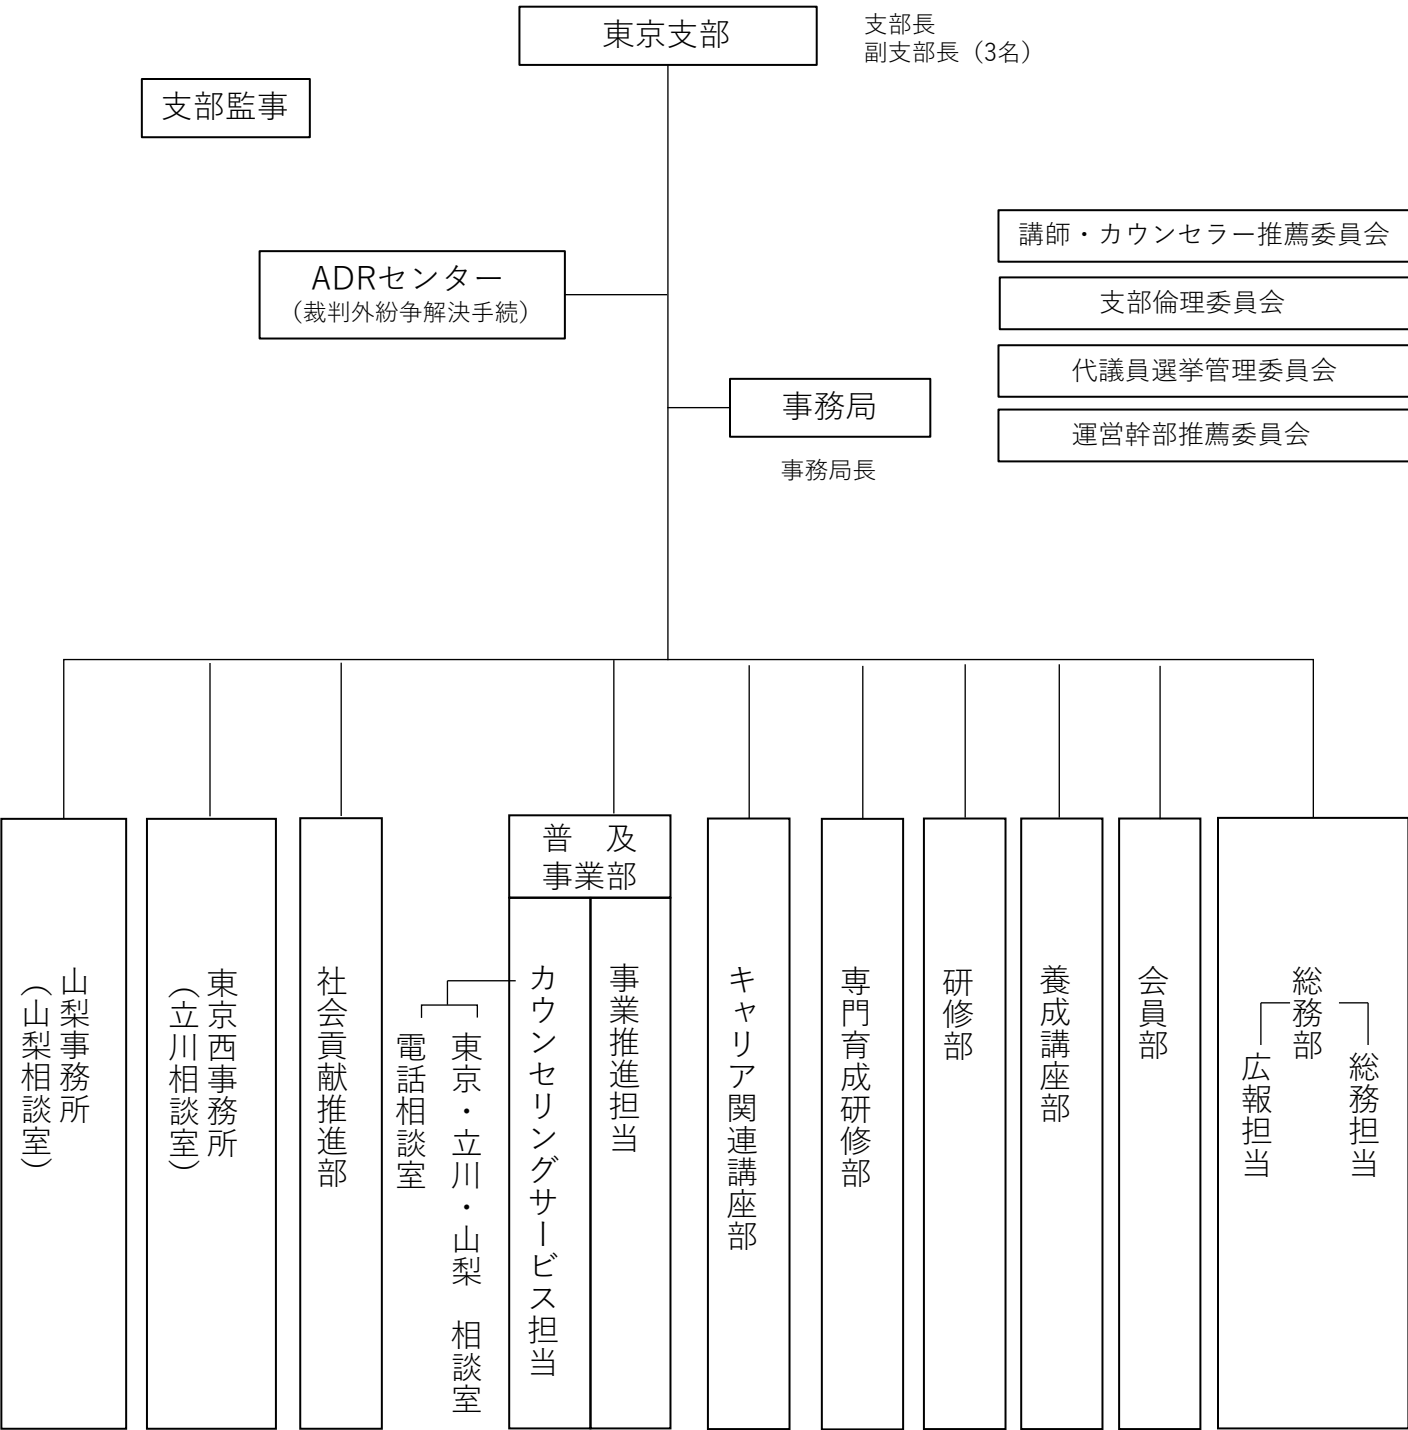 東京支部
支部長
副支部長（3名）
支部監事
講師・カウンセラー推薦委員会
ADRセンター
（裁判外紛争解決手続）
支部倫理委員会
代議員選挙管理委員会
事務局
運営幹部推薦委員会
事務局長
山梨事務所
（山梨相談室）
東京西事務所
（立川相談室）
社会貢献推進部
普　及
事業部
電話相談室
東京・立川・山梨　相談室
カウンセリングサービス担当
事業推進担当
キャリア関連講座部
専門育成研修部
研修部
養成講座部
会員部
総務部
広報担当
総務担当